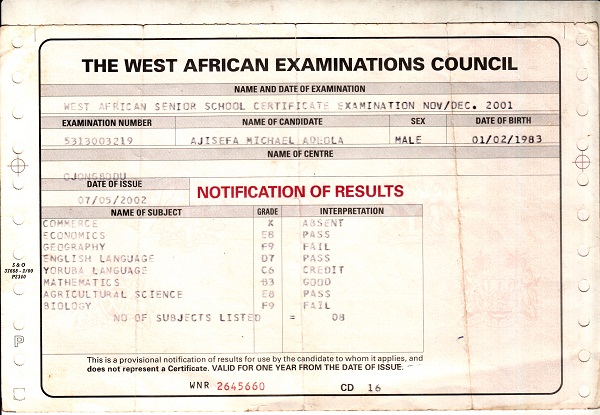 THE WEST AFRICAN EXAMINATIONS COUNCIL
NAME AND DATE OF EXAMINATION
WEST AFRICAN SENIOR SCHOOL CERTIFICATE EXAMINATION NOV/DEC. 2001
EXAMINATION NUMBER NAME OF CANDIDATE SEX DATE OF BIRTH
5313003219 AJISEFA MICHAEL ADEOLA MALE 01/02/1983
NAME OF CENTRE
OJONGBODU
DATE OF ISSUE
07/05/2002
NOTIFICATION OF RESULTS
NAME OF SUBJECT GRADE INTERPRETATION
COMMERCE X ABSENT
ECONOMICS E8 PASS
GEOGRAPHY F9 FAIL
ENGLISH LANGUAGE D7 PASS
YORUBA LANGUAGE C6 CREDIT
MATHEMATICS B3 GOOD
AGRICULTURAL SCIENCE E8 PASS
BIOLOGY F9 FAIL
NO OF SUBJECTS LISTED = 08
S & O
P
This is a provisional notification of results for use by the candidate to whom it applies, and
does not represent a Certificate. VALID FOR ONE YEAR FROM THE DATE OF ISSUE.
WNR 2645660 CD 16